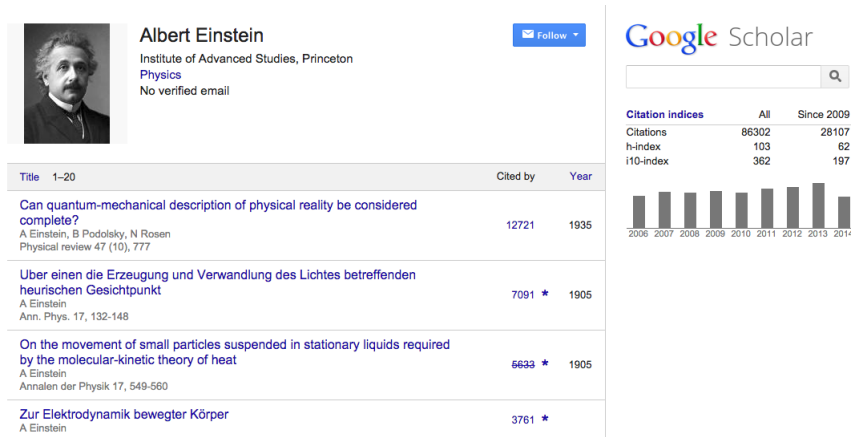 Albert Einstein
Institute of Advanced Studies, Princeton
Physics
No verified email
Follow
Title 1–20 Cited by Year
Can quantum-mechanical description of physical reality be considered
complete?
A Einstein, B Podolsky, N Rosen
Physical review 47 (10), 777
12721 1935
Uber einen die Erzeugung und Verwandlung des Lichtes betreffenden
heurischen Gesichtpunkt
A Einstein
Ann. Phys. 17, 132-148
7091 * 1905
On the movement of small particles suspended in stationary liquids required
by the molecular-kinetic theory of heat
A Einstein
Annalen der Physik 17, 549-560
5633 * 1905
Zur Elektrodynamik bewegter Körper
A Einstein
3761 *
Google Scholar
Citation indices All Since 2009
Citations 86302 28107
h-index 103 62
i10-index 362 197
2006 2007 2008 2009 2010 2011 2012 2013 2014